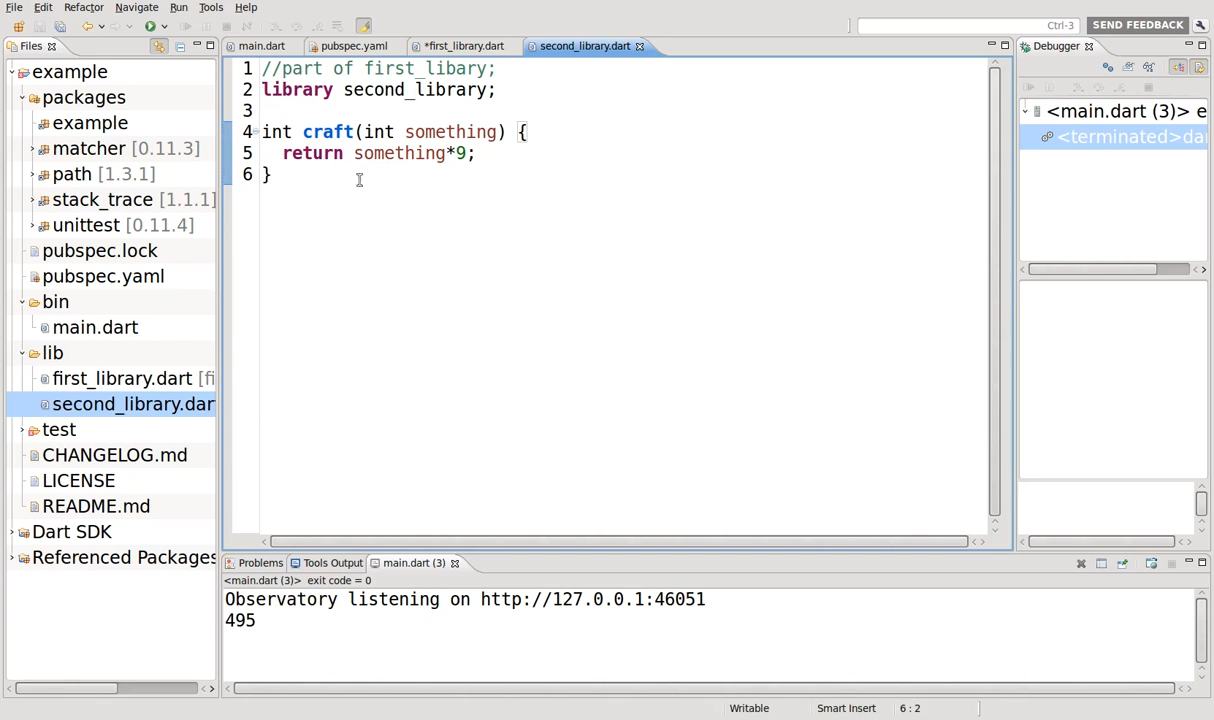 File Edit Refactor Navigate Run Tools Help
Ctrl-3 SEND FEEDBACK
Files
main.dart pubspec.yaml *first_library.dart second_library.dart
Debugger
example
packages
example
matcher [0.11.3]
path [1.3.1]
stack_trace [1.1.1]
unittest [0.11.4]
pubspec.lock
pubspec.yaml
bin
main.dart
lib
first_library.dart [fi
second_library.dar
test
CHANGELOG.md
LICENSE
README.md
Dart SDK
Referenced Packages
1 //part of first_libary;
2 library second_library;
3
4 int craft(int something) {
5 return something*9;
6 }
<main.dart (3)> e
<terminated>dar
Problems Tools Output main.dart (3)
<main.dart (3)> exit code = 0
Observatory listening on http://127.0.0.1:46051
495
Writable Smart Insert 6 : 2